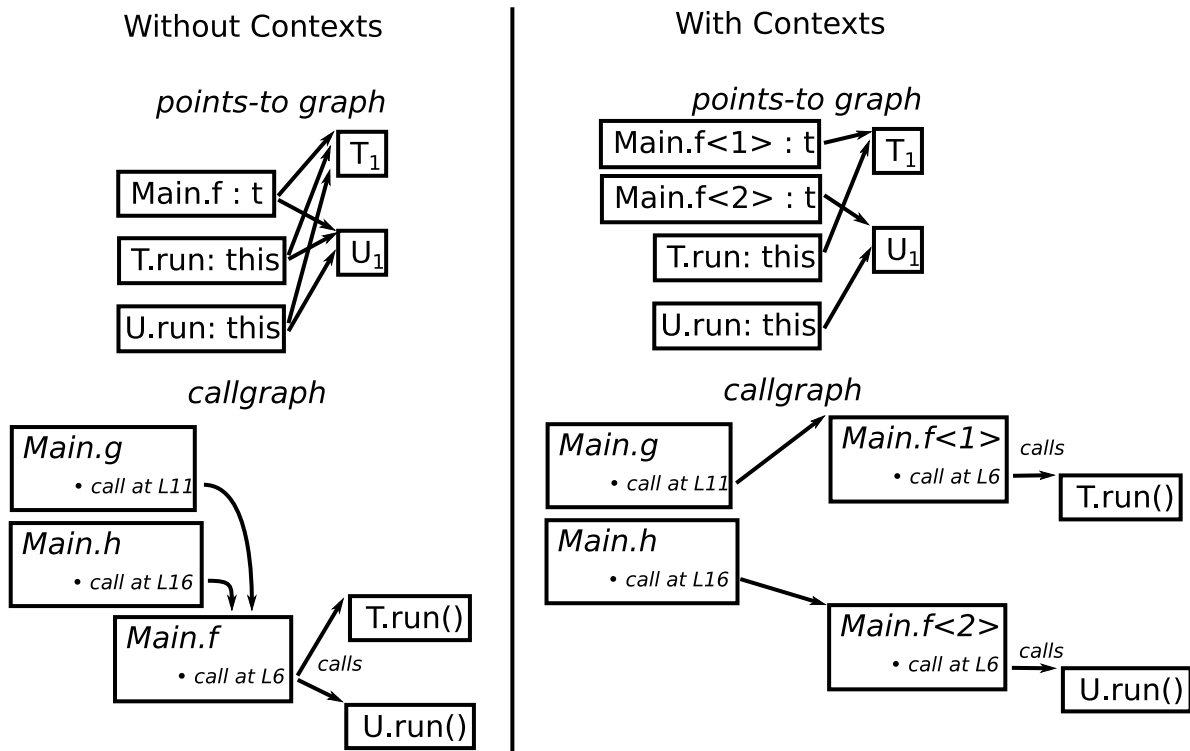 Without Contexts
points-to graph
T1
Main.f : t
T.run: this
U1
U.run: this
callgraph
Main.g
• call at L11
Main.h
• call at L16
Main.f
• call at L6
calls
T.run()
U.run()
With Contexts
points-to graph
Main.f<1> : t
T1
Main.f<2> : t
T.run: this
U1
U.run: this
callgraph
Main.g
• call at L11
Main.f<1>
• call at L6
calls
T.run()
Main.h
• call at L16
Main.f<2>
• call at L6
calls
U.run()